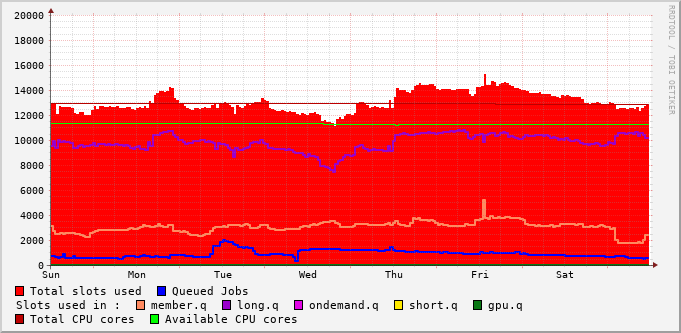 20000
18000
16000
14000
12000
10000
8000
6000
4000
2000
0
Sun Mon Tue Wed Thu Fri Sat
RRDTOOL / TOBI OETIKER
Total slots used Queued Jobs
Slots used in : member.q long.q ondemand.q short.q gpu.q
Total CPU cores Available CPU cores